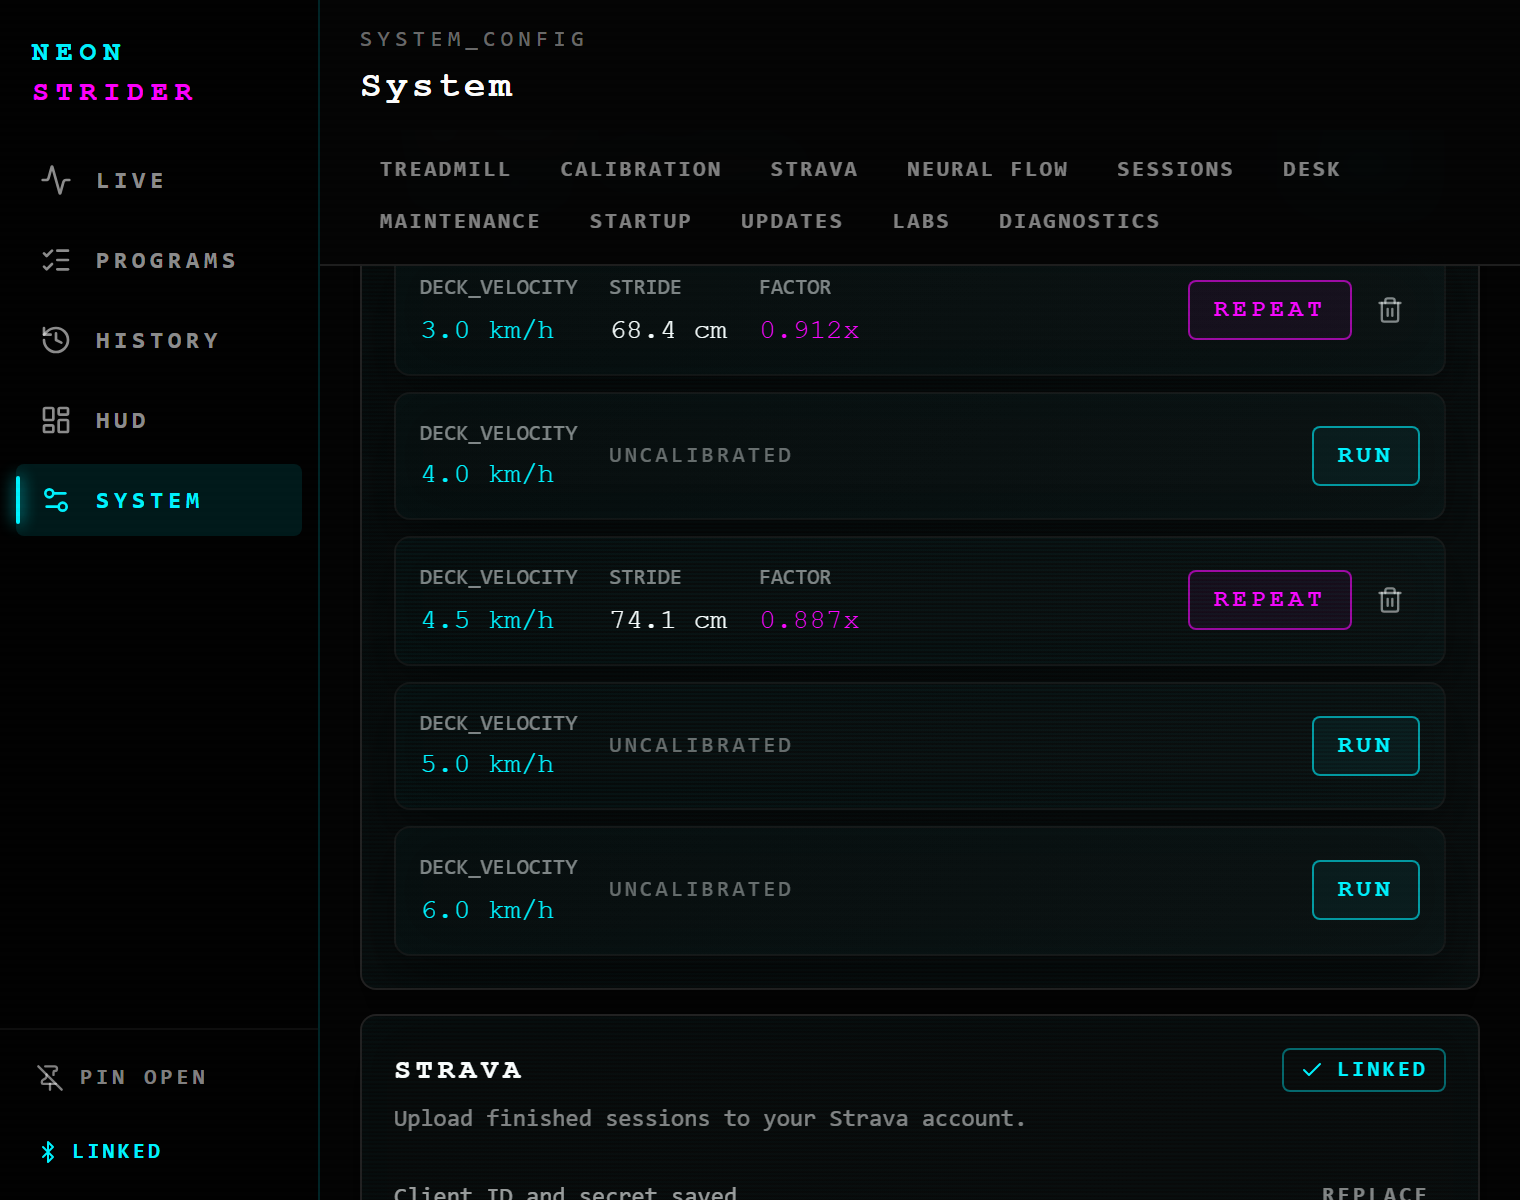 NEON
STRIDER
LIVE
PROGRAMS
HISTORY
HUD
SYSTEM
PIN OPEN
LINKED
SYSTEM_CONFIG
System
TREADMILL CALIBRATION STRAVA NEURAL FLOW SESSIONS DESK
MAINTENANCE STARTUP UPDATES LABS DIAGNOSTICS
DECK_VELOCITY STRIDE FACTOR
3.0 km/h 68.4 cm 0.912x REPEAT
DECK_VELOCITY
4.0 km/h UNCALIBRATED RUN
DECK_VELOCITY STRIDE FACTOR
4.5 km/h 74.1 cm 0.887x REPEAT
DECK_VELOCITY
5.0 km/h UNCALIBRATED RUN
DECK_VELOCITY
6.0 km/h UNCALIBRATED RUN
STRAVA LINKED
Upload finished sessions to your Strava account.
Client ID and secret saved REPLACE